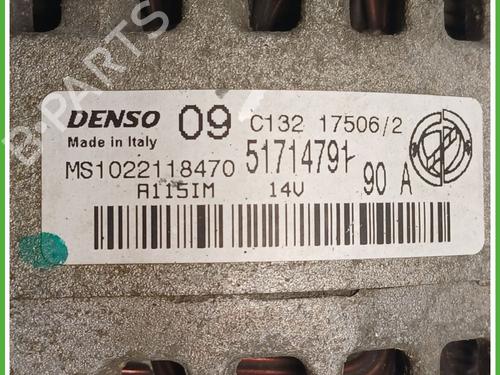 B-PARTS
DENSO 09 C132 17506/2
Made in Italy
MS1022118470 51714791 90 A
A115IM 14V